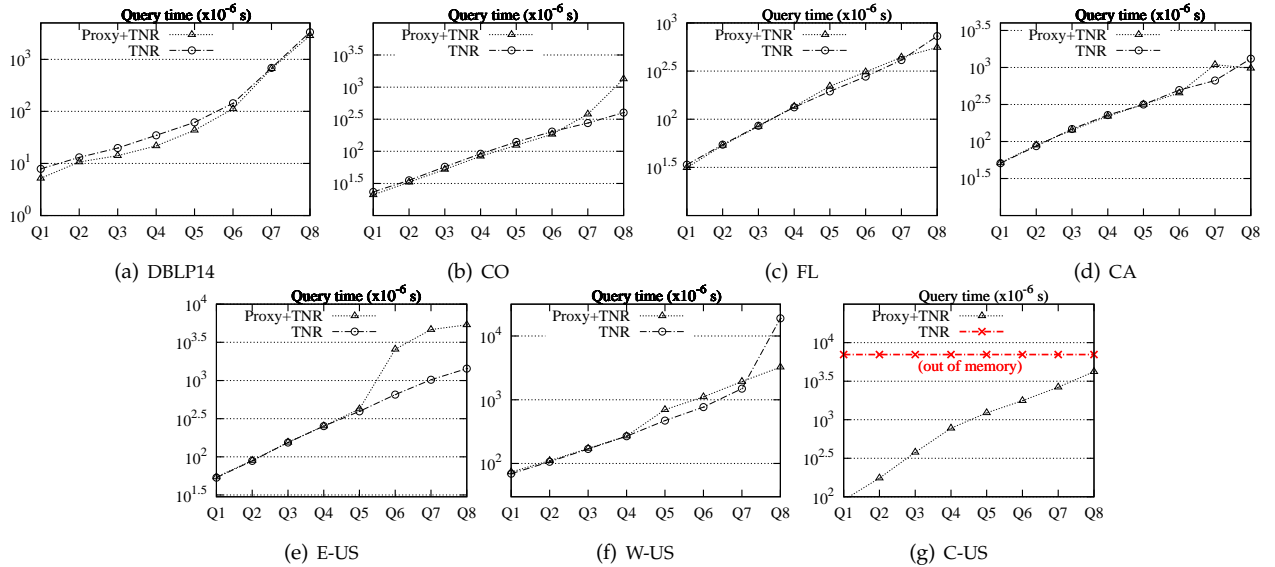 Query time (x10^-6 s)
Proxy+TNR
TNR
10^3
10^2
10^1
10^0
Q1 Q2 Q3 Q4 Q5 Q6 Q7 Q8
(a) DBLP14
Query time (x10^-6 s)
Proxy+TNR
TNR
10^3.5
10^3
10^2.5
10^2
10^1.5
Q1 Q2 Q3 Q4 Q5 Q6 Q7 Q8
(b) CO
Query time (x10^-6 s)
Proxy+TNR
TNR
10^2.5
10^2
10^1.5
Q1 Q2 Q3 Q4 Q5 Q6 Q7 Q8
(c) FL
Query time (x10^-6 s)
Proxy+TNR
TNR
10^3.5
10^3
10^2.5
10^2
10^1.5
Q1 Q2 Q3 Q4 Q5 Q6 Q7 Q8
(d) CA
Query time (x10^-6 s)
Proxy+TNR
TNR
10^4
10^3.5
10^3
10^2.5
10^2
10^1.5
Q1 Q2 Q3 Q4 Q5 Q6 Q7 Q8
(e) E-US
Query time (x10^-6 s)
Proxy+TNR
TNR
10^4
10^3
10^2
Q1 Q2 Q3 Q4 Q5 Q6 Q7 Q8
(f) W-US
Query time (x10^-6 s)
Proxy+TNR
TNR
(out of memory)
10^4
10^3.5
10^3
10^2.5
10^2
Q1 Q2 Q3 Q4 Q5 Q6 Q7 Q8
(g) C-US